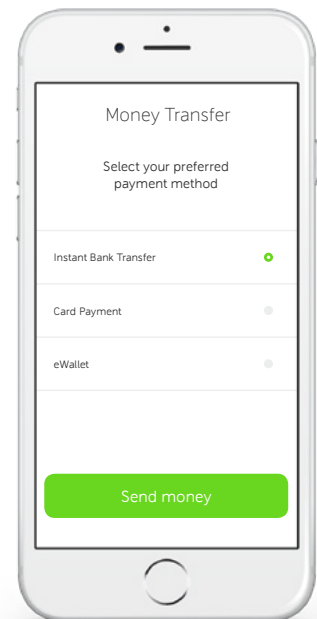 Money Transfer
Select your preferred
payment method
Instant Bank Transfer
Card Payment
eWallet
Send money